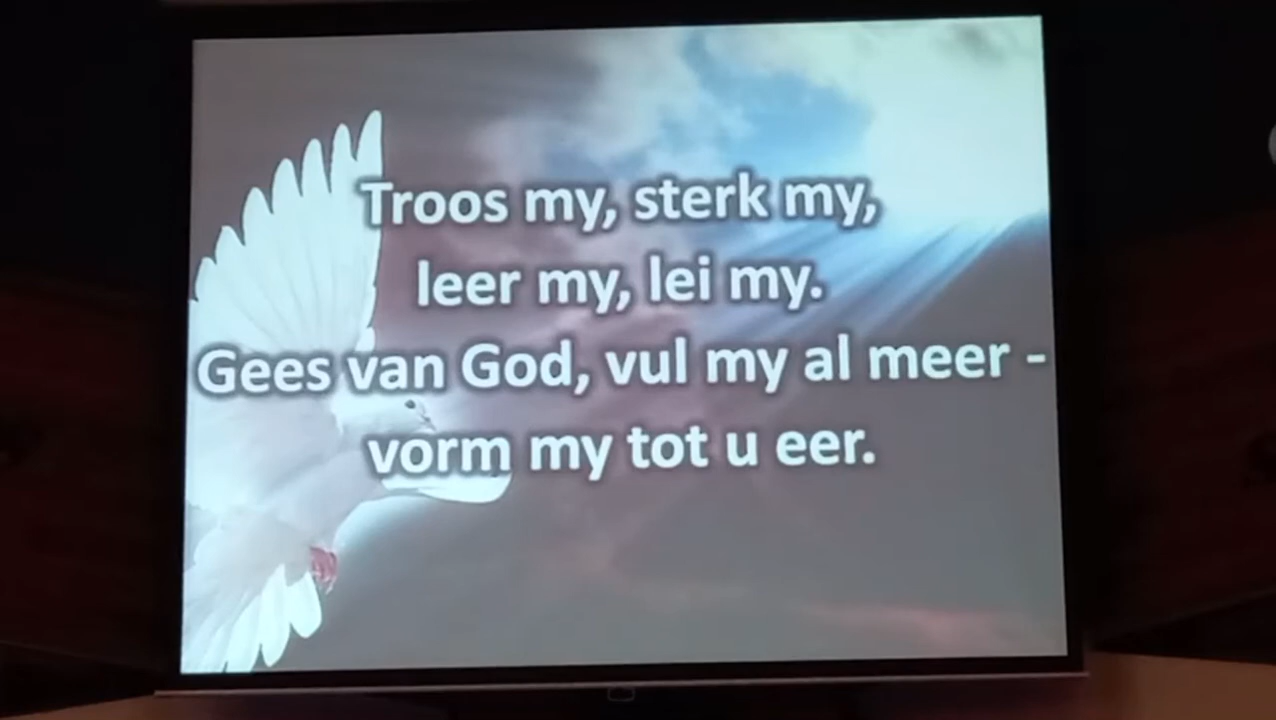 Troos my, sterk my,
leer my, lei my.
Gees van God, vul my al meer -
vorm my tot u eer.